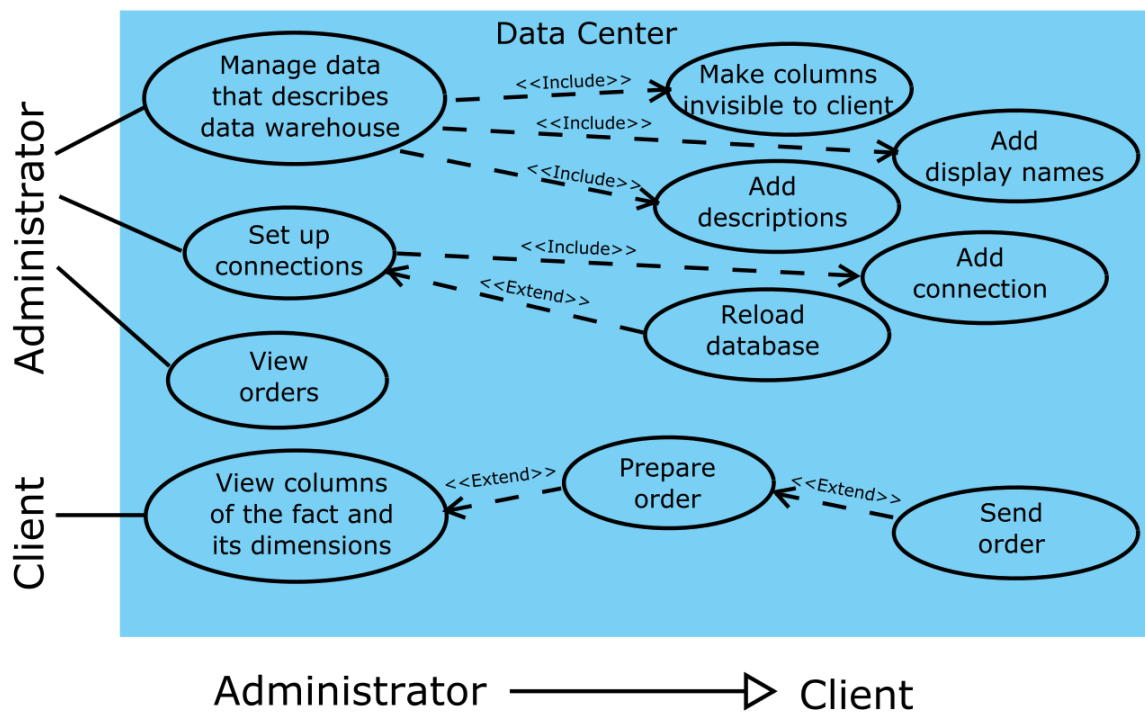 Data Center
Administrator
Manage data
that describes
data warehouse
<<Include>>
Make columns
invisible to client
<<Include>>
Add
display names
<<Include>>
Add
descriptions
Set up
connections
<<Include>>
Add
connection
<<Extend>>
Reload
database
View
orders
Client
View columns
of the fact and
its dimensions
<<Extend>>
Prepare
order
<<Extend>>
Send
order
Administrator
Client